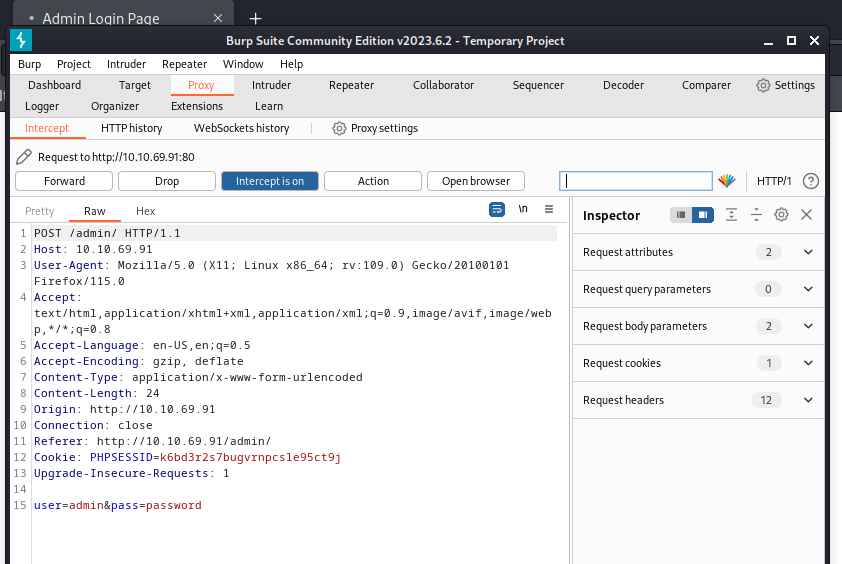 Admin Login Page
Burp Suite Community Edition v2023.6.2 - Temporary Project
Burp Project Intruder Repeater Window Help
Dashboard Target Proxy Intruder Repeater Collaborator Sequencer Decoder Comparer Settings
Logger Organizer Extensions Learn
Intercept HTTP history WebSockets history Proxy settings
Request to http://10.10.69.91:80
Forward Drop Intercept is on Action Open browser HTTP/1
Pretty Raw Hex \n
Inspector
1 POST /admin/ HTTP/1.1
2 Host: 10.10.69.91
3 User-Agent: Mozilla/5.0 (X11; Linux x86_64; rv:109.0) Gecko/20100101
Firefox/115.0
4 Accept:
text/html,application/xhtml+xml,application/xml;q=0.9,image/avif,image/web
p,*/*;q=0.8
5 Accept-Language: en-US,en;q=0.5
6 Accept-Encoding: gzip, deflate
7 Content-Type: application/x-www-form-urlencoded
8 Content-Length: 24
9 Origin: http://10.10.69.91
10 Connection: close
11 Referer: http://10.10.69.91/admin/
12 Cookie: PHPSESSID=k6bd3r2s7bugvrnpcsle95ct9j
13 Upgrade-Insecure-Requests: 1
14
15 user=admin&pass=password
Request attributes 2
Request query parameters 0
Request body parameters 2
Request cookies 1
Request headers 12